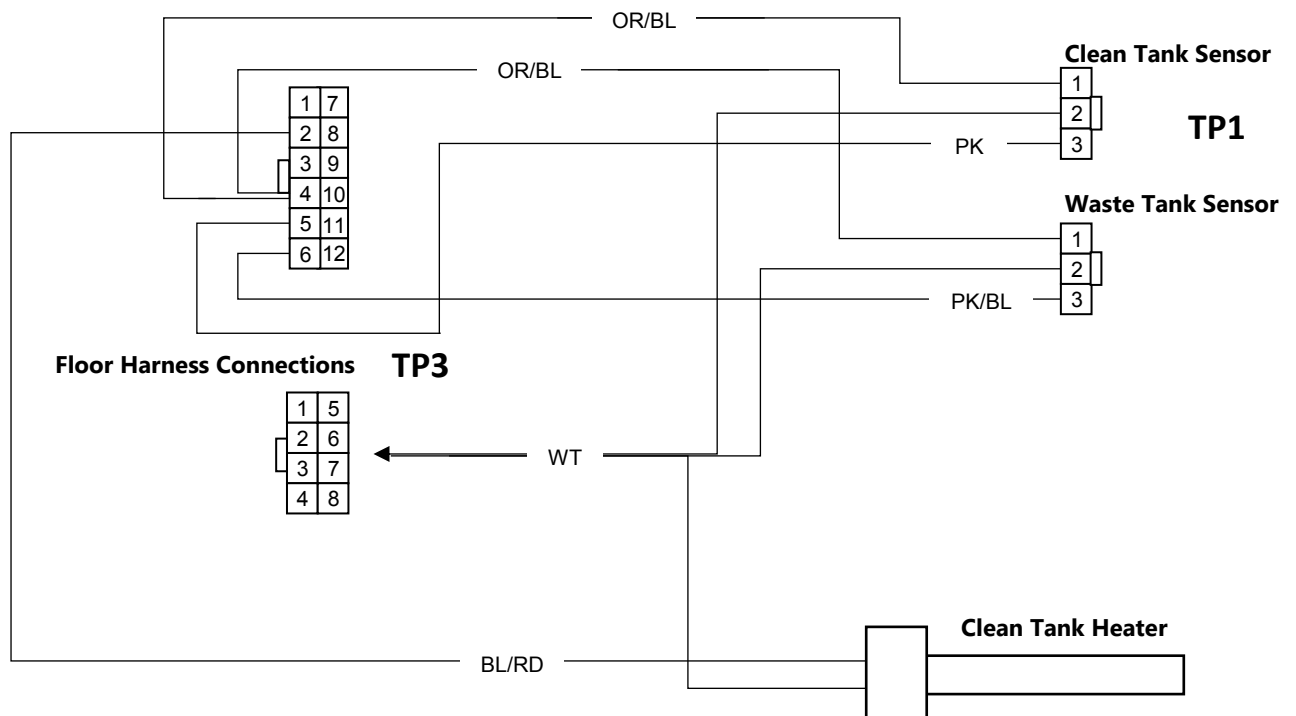 OR/BL
Clean Tank Sensor
OR/BL
1
1 7
2
TP1
2 8
3
PK
3 9
4 10
Waste Tank Sensor
5 11
1
6 12
2
3
PK/BL
Floor Harness Connections TP3
1 5
2 6
WT
3 7
4 8
Clean Tank Heater
BL/RD